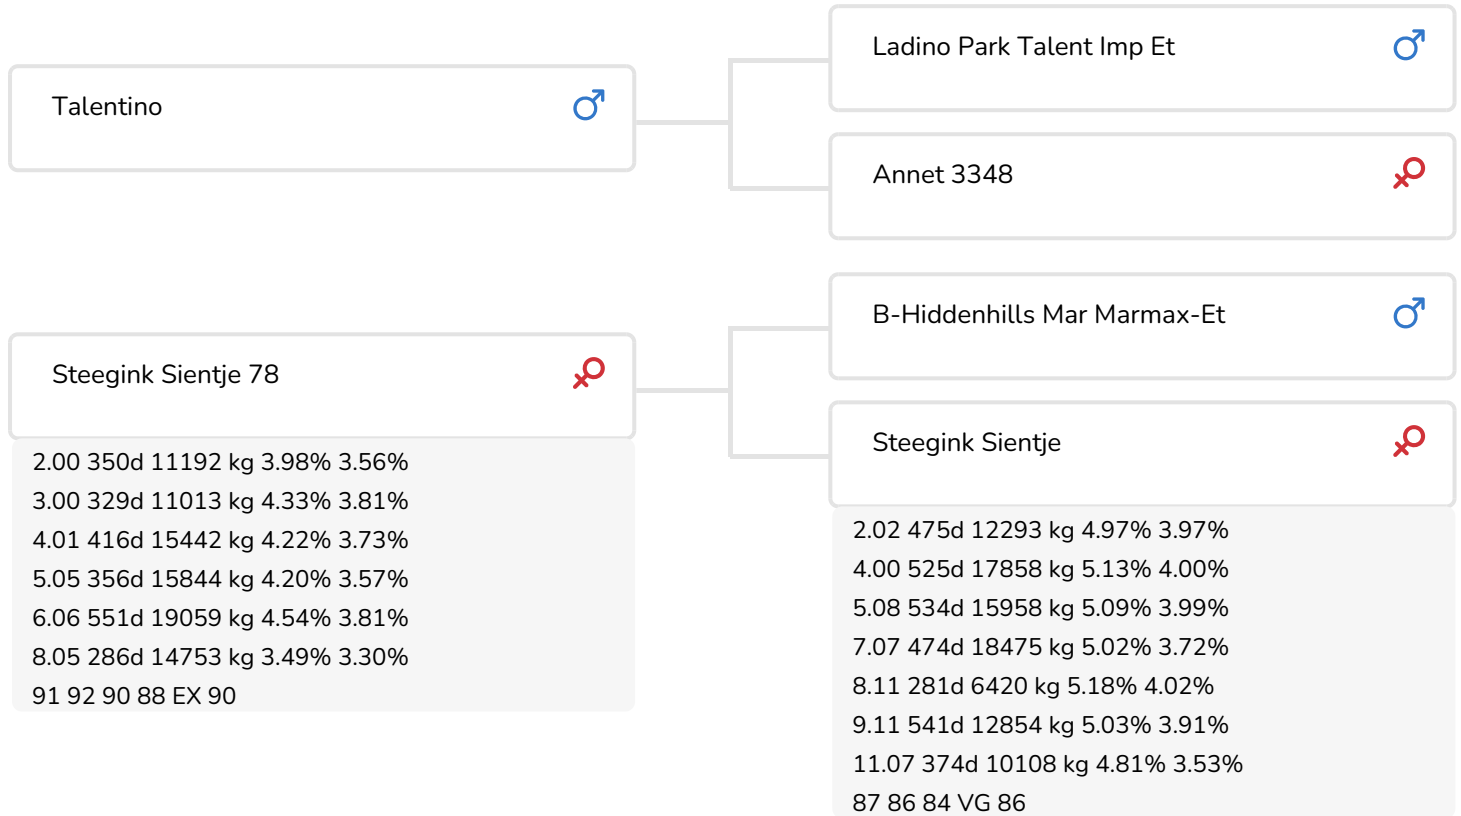 Talentino
Ladino Park Talent Imp Et
Annet 3348
Steegink Sientje 78
2.00 350d 11192 kg 3.98% 3.56%
3.00 329d 11013 kg 4.33% 3.81%
4.01 416d 15442 kg 4.22% 3.73%
5.05 356d 15844 kg 4.20% 3.57%
6.06 551d 19059 kg 4.54% 3.81%
8.05 286d 14753 kg 3.49% 3.30%
91 92 90 88 EX 90
B-Hiddenhills Mar Marmax-Et
Steegink Sientje
2.02 475d 12293 kg 4.97% 3.97%
4.00 525d 17858 kg 5.13% 4.00%
5.08 534d 15958 kg 5.09% 3.99%
7.07 474d 18475 kg 5.02% 3.72%
8.11 281d 6420 kg 5.18% 4.02%
9.11 541d 12854 kg 5.03% 3.91%
11.07 374d 10108 kg 4.81% 3.53%
87 86 84 VG 86